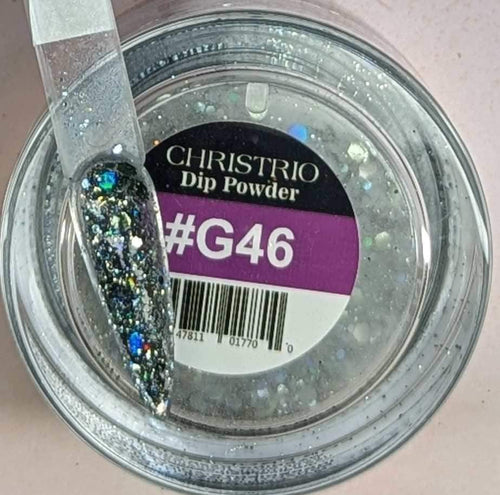 CHRISTRIO
Dip Powder
#G46
47811 01770 0